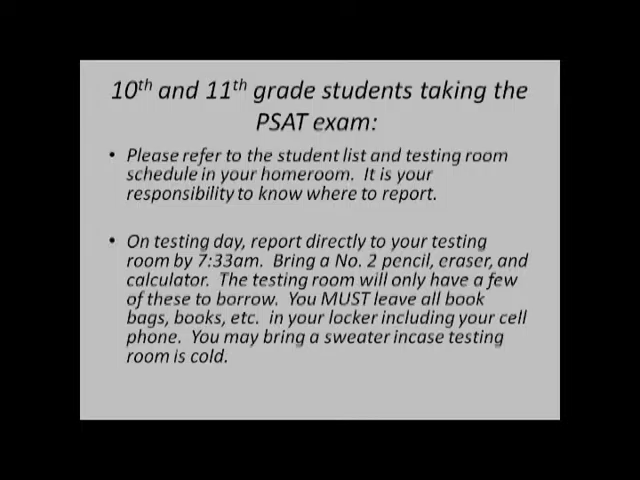 10th and 11th grade students taking the
PSAT exam:
• Please refer to the student list and testing room
schedule in your homeroom.  It is your
responsibility to know where to report.
• On testing day, report directly to your testing
room by 7:33am.  Bring a No. 2 pencil, eraser, and
calculator.  The testing room will only have a few
of these to borrow.  You MUST leave all book
bags, books, etc.  in your locker including your cell
phone.  You may bring a sweater incase testing
room is cold.